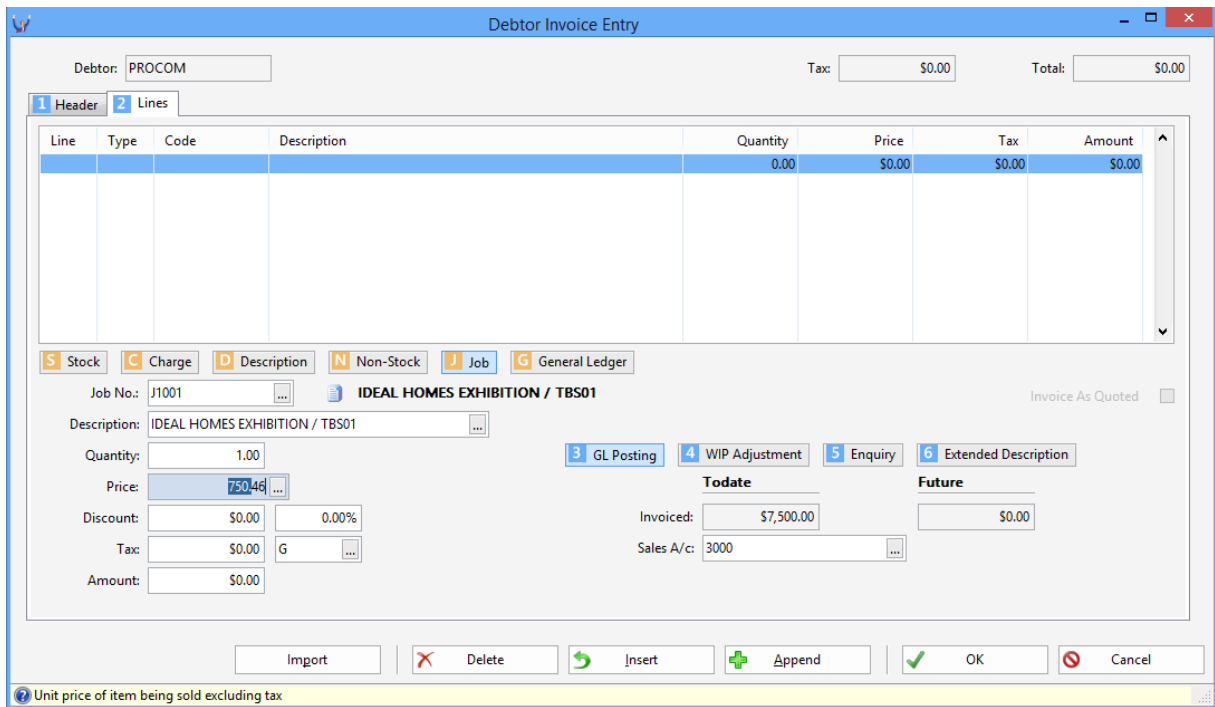 Debtor Invoice Entry
Debtor: PROCOM Tax: $0.00 Total: $0.00
1 Header 2 Lines
Line Type Code Description Quantity Price Tax Amount
0.00 $0.00 $0.00 $0.00
S Stock C Charge D Description N Non-Stock J Job G General Ledger
Job No.: J1001 ... IDEAL HOMES EXHIBITION / TBS01 Invoice As Quoted
Description: IDEAL HOMES EXHIBITION / TBS01 ...
Quantity: 1.00 3 GL Posting 4 WIP Adjustment 5 Enquiry 6 Extended Description
Price: 750.46 ... Todate Future
Discount: $0.00 0.00% Invoiced: $7,500.00 $0.00
Tax: $0.00 G ... Sales A/c: 3000 ...
Amount: $0.00
Import Delete Insert Append OK Cancel
Unit price of item being sold excluding tax